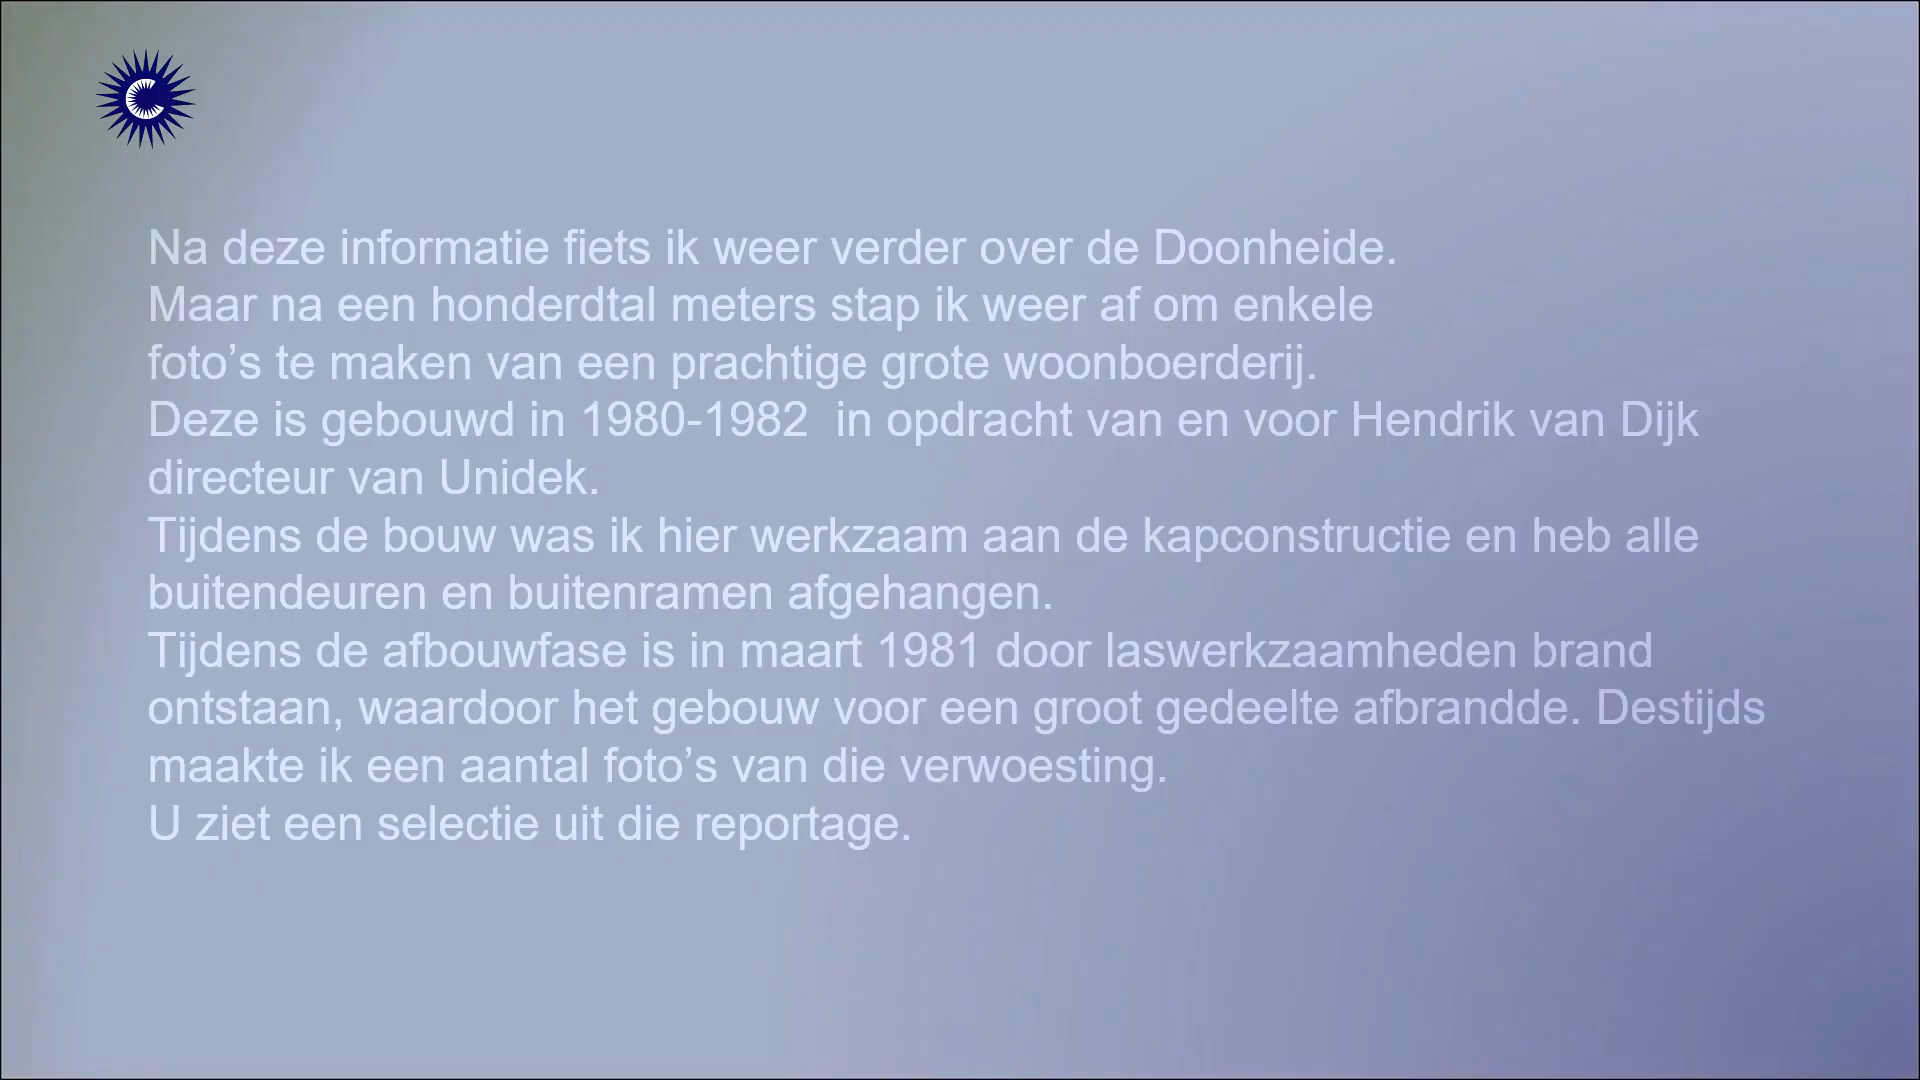 C
Na deze informatie fiets ik weer verder over de Doonheide.
Maar na een honderdtal meters stap ik weer af om enkele
foto’s te maken van een prachtige grote woonboerderij.
Deze is gebouwd in 1980-1982  in opdracht van en voor Hendrik van Dijk
directeur van Unidek.
Tijdens de bouw was ik hier werkzaam aan de kapconstructie en heb alle
buitendeuren en buitenramen afgehangen.
Tijdens de afbouwfase is in maart 1981 door laswerkzaamheden brand
ontstaan, waardoor het gebouw voor een groot gedeelte afbrandde. Destijds
maakte ik een aantal foto’s van die verwoesting.
U ziet een selectie uit die reportage.